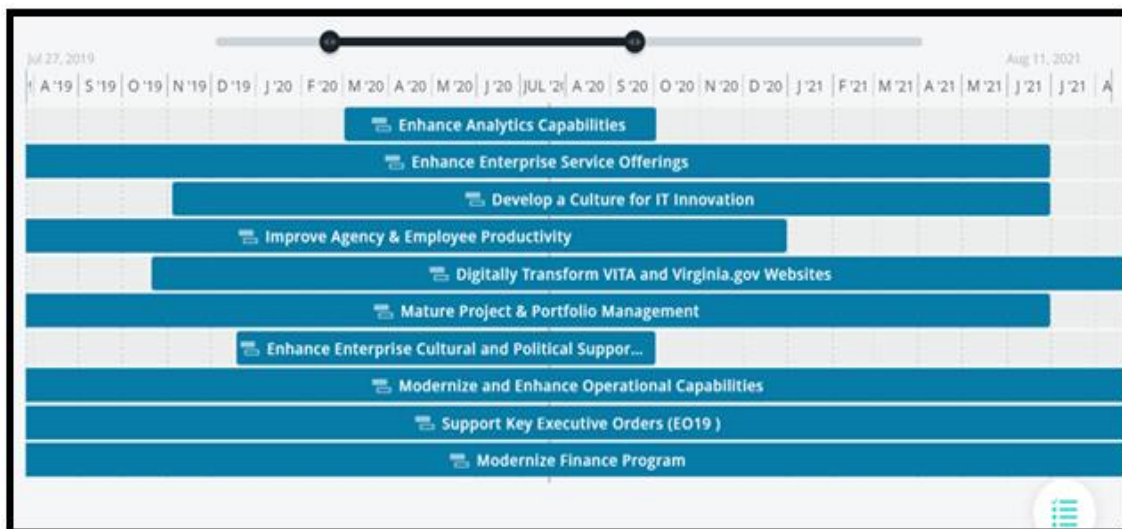 Jul 27, 2019 Aug 11, 2021
A '19 S '19 O '19 N '19 D '19 J '20 F '20 M '20 A '20 M '20 J '20 JUL '20 A '20 S '20 O '20 N '20 D '20 J '21 F '21 M '21 A '21 M '21 J '21 J '21 A
Enhance Analytics Capabilities
Enhance Enterprise Service Offerings
Develop a Culture for IT Innovation
Improve Agency & Employee Productivity
Digitally Transform VITA and Virginia.gov Websites
Mature Project & Portfolio Management
Enhance Enterprise Cultural and Political Suppor...
Modernize and Enhance Operational Capabilities
Support Key Executive Orders (EO19 )
Modernize Finance Program